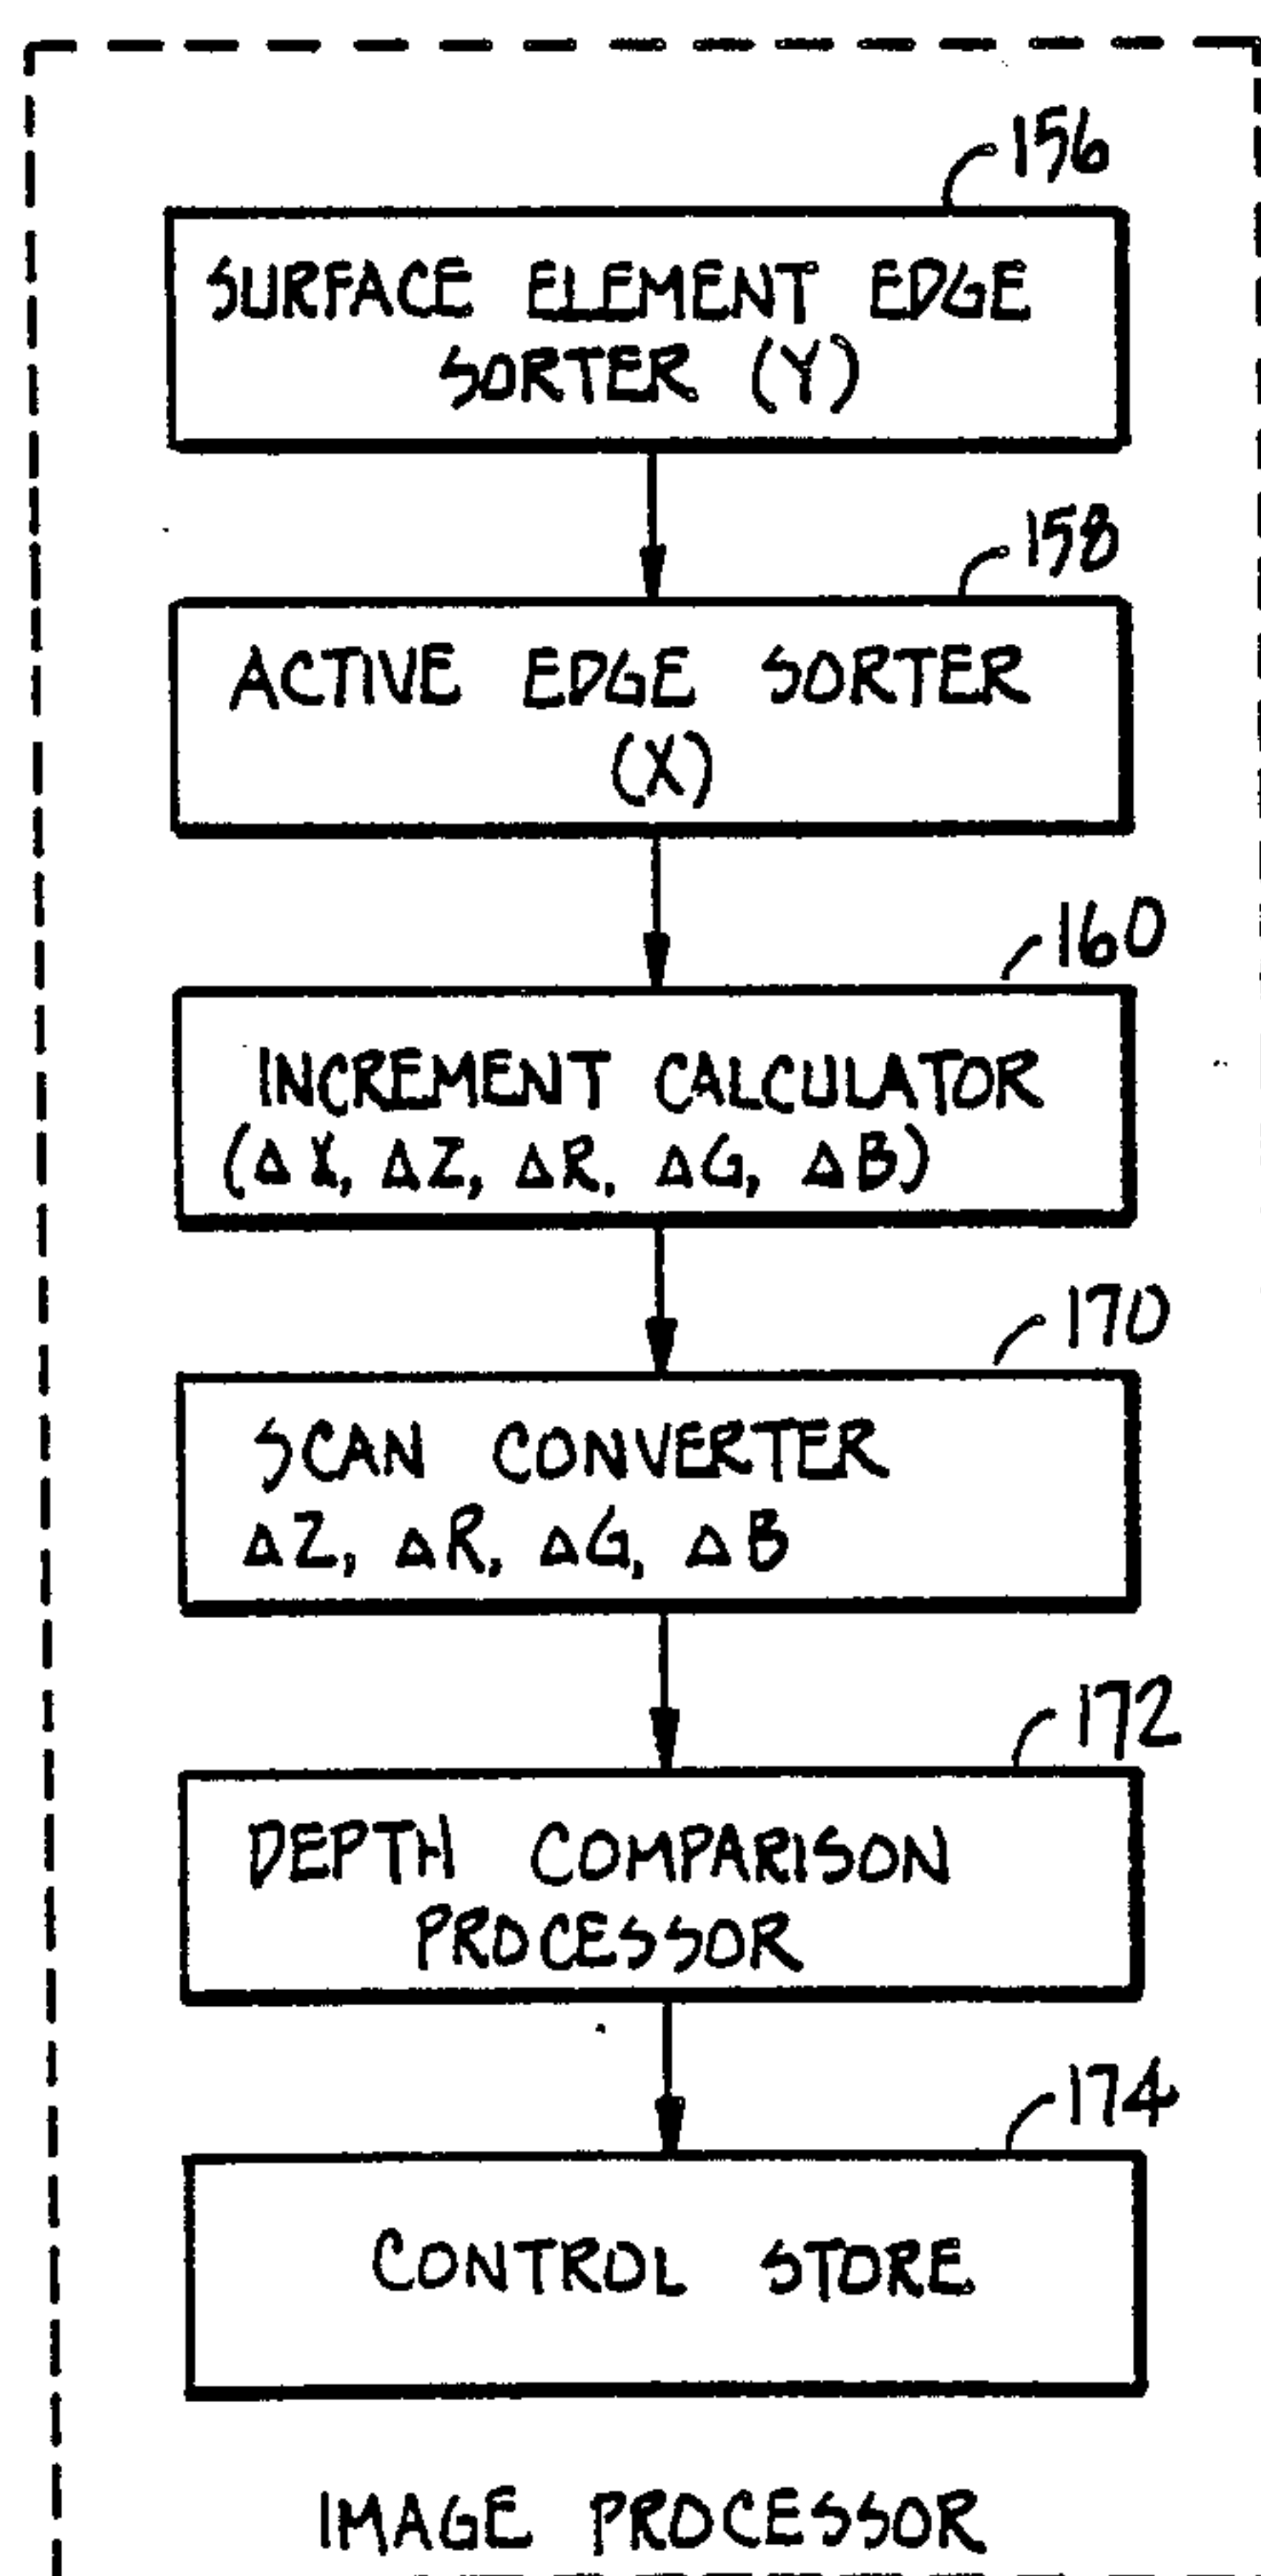 156
SURFACE ELEMENT EDGE
SORTER (Y)
158
ACTIVE EDGE SORTER
(X)
160
INCREMENT CALCULATOR
(ΔX, ΔZ, ΔR, ΔG, ΔB)
170
SCAN CONVERTER
ΔZ, ΔR, ΔG, ΔB
172
DEPTH COMPARISON
PROCESSOR
174
CONTROL STORE
IMAGE PROCESSOR